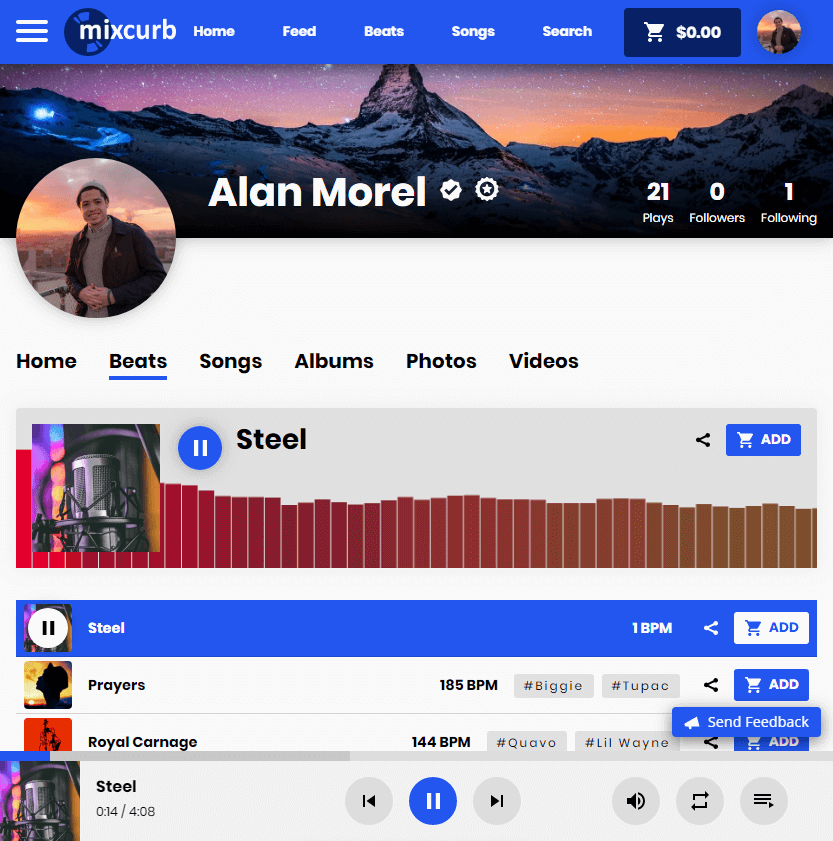 mixcurb Home Feed Beats Songs Search $0.00
Alan Morel
21 0 1
Plays Followers Following
Home Beats Songs Albums Photos Videos
Steel ADD
Steel 1 BPM ADD
Prayers 185 BPM #Biggie #Tupac ADD
Send Feedback
Royal Carnage 144 BPM #Quavo #Lil Wayne ADD
Steel
0:14 / 4:08